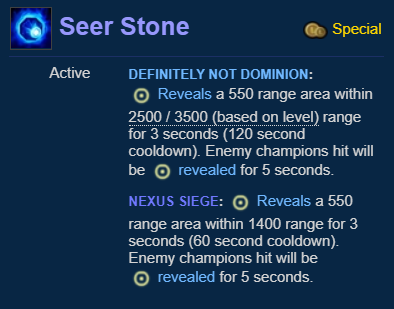 Seer Stone
Special
Active
DEFINITELY NOT DOMINION:
Reveals a 550 range area within
2500 / 3500 (based on level) range
for 3 seconds (120 second
cooldown). Enemy champions hit will
be revealed for 5 seconds.
NEXUS SIEGE: Reveals a 550
range area within 1400 range for 3
seconds (60 second cooldown).
Enemy champions hit will be
revealed for 5 seconds.